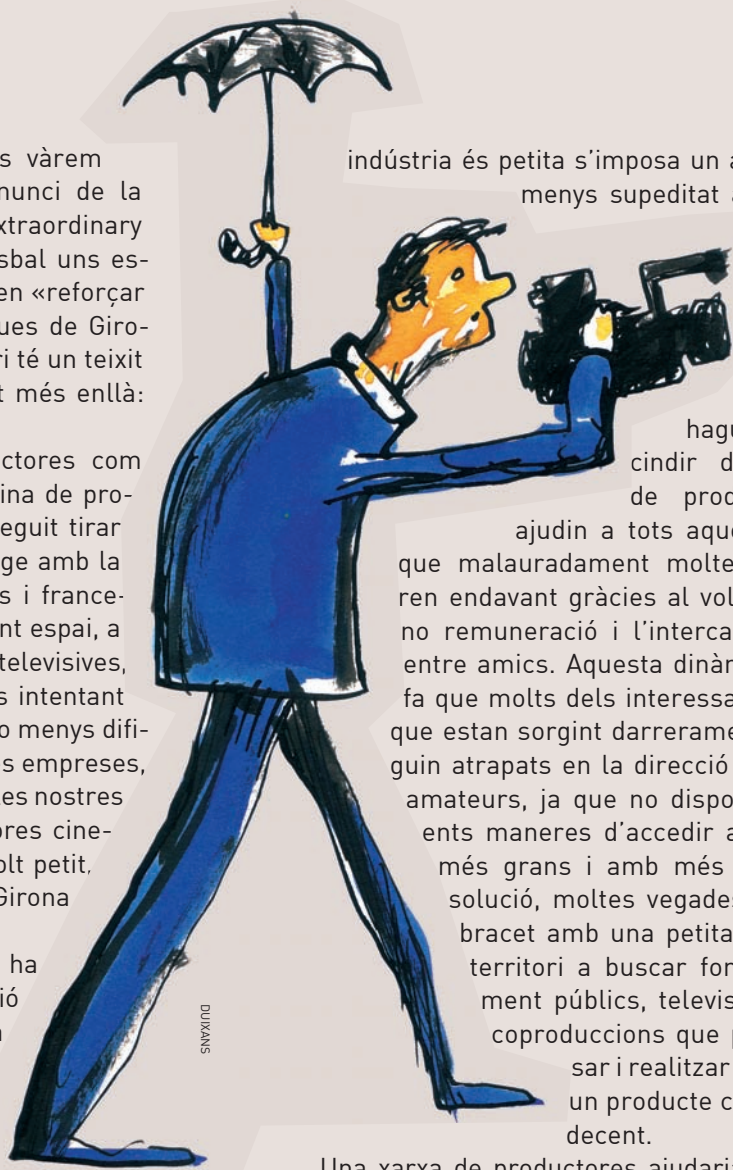 s vàrem
nunci de la
xtraordinary
sbal uns es-
en «reforçar
ues de Giro-
ri té un teixit
t més enllà:
ctores com
ina de pro-
eguit tirar
ge amb la
s i france-
nt espai, a
televisives,
s intentant
o menys difi-
s empreses,
les nostres
ores cine-
olt petit,
Girona
ha
ió
DUIXANS
indústria és petita s'imposa un a
menys supeditat a
hagu
cindir d
de prod
ajudin a tots aque
que malauradament molte
ren endavant gràcies al vol
no remuneració i l'interca
entre amics. Aquesta dinàm
fa que molts dels interessa
que estan sorgint darrerame
guin atrapats en la direcció
amateurs, ja que no dispo
ents maneres d'accedir a
més grans i amb més
solució, moltes vegades
bracet amb una petita
territori a buscar fon
ment públics, televis
coproduccions que p
sar i realitzar
un producte c
decent.
Una xarxa de productores ajudaria